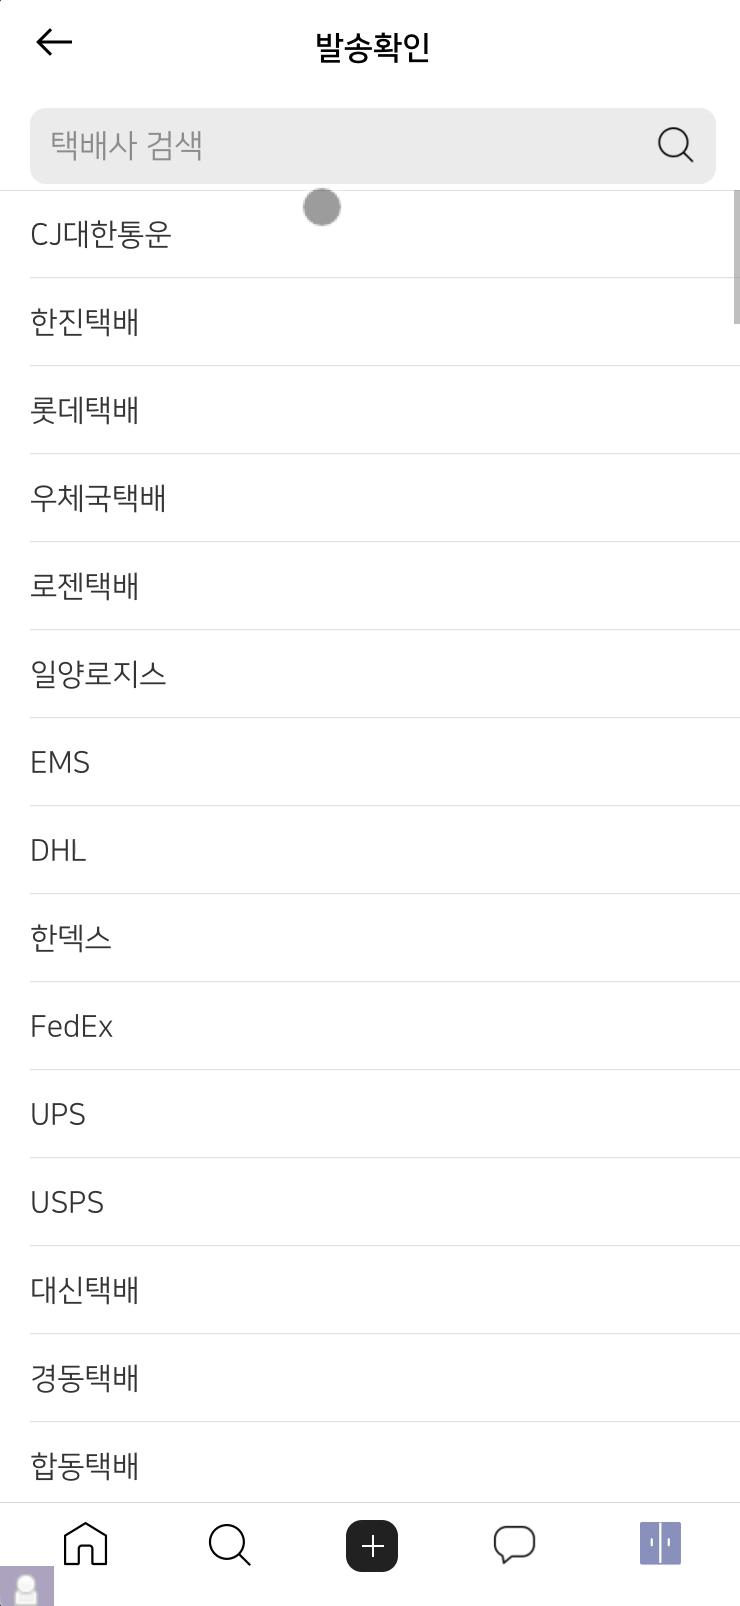 발송확인
택배사 검색
CJ대한통운
한진택배
롯데택배
우체국택배
로젠택배
일양로지스
EMS
DHL
한덱스
FedEx
UPS
USPS
대신택배
경동택배
합동택배